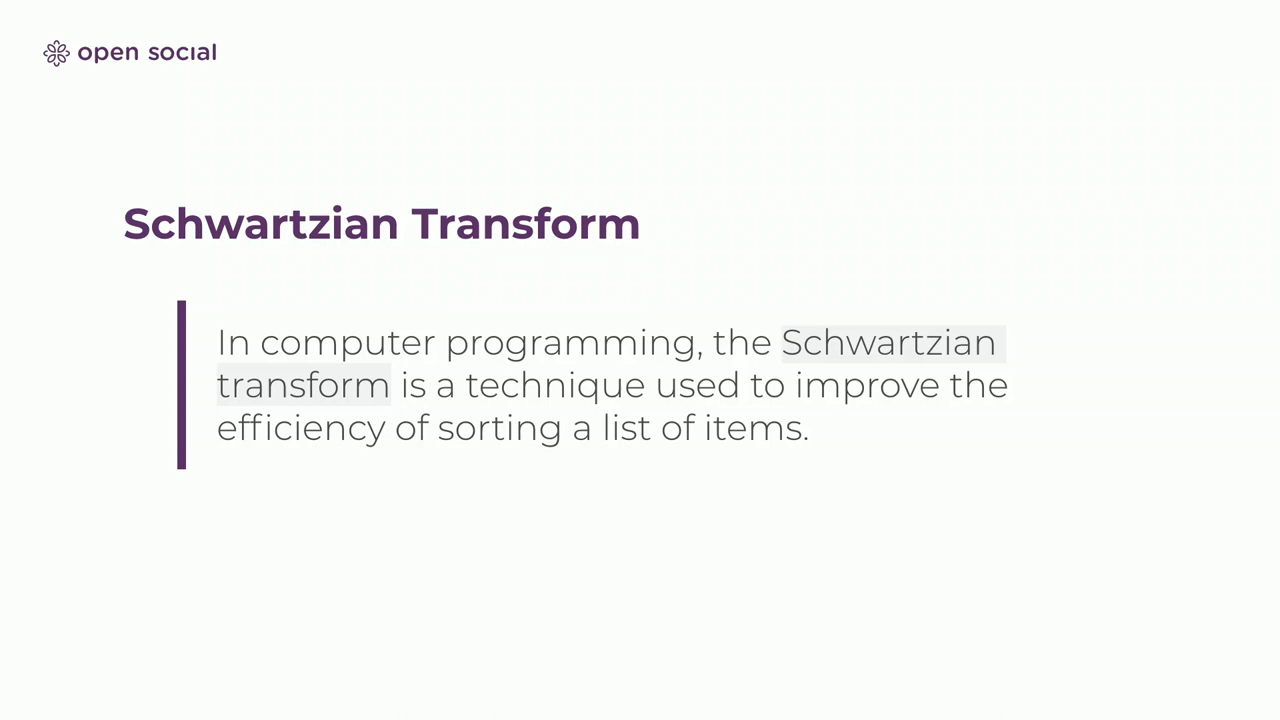 open social
Schwartzian Transform
In computer programming, the Schwartzian
transform is a technique used to improve the
efficiency of sorting a list of items.